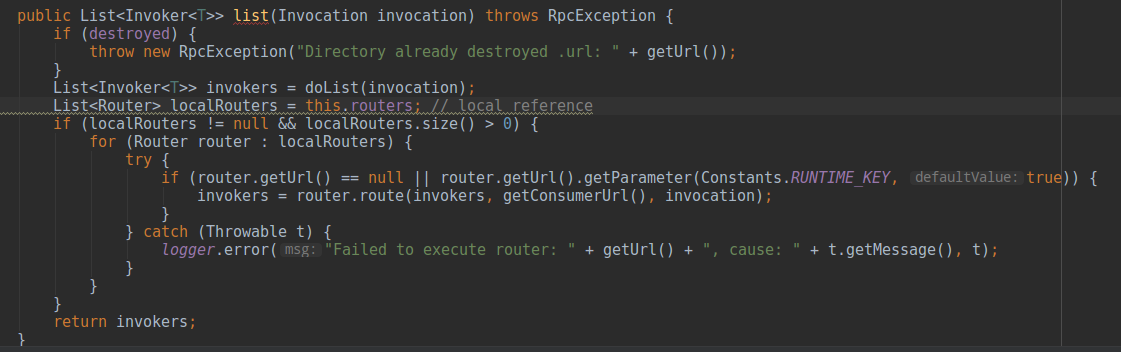 public List<Invoker<T>> list(Invocation invocation) throws RpcException {
    if (destroyed) {
        throw new RpcException("Directory already destroyed .url: " + getUrl());
    }
    List<Invoker<T>> invokers = doList(invocation);
    List<Router> localRouters = this.routers; // local reference
    if (localRouters != null && localRouters.size() > 0) {
        for (Router router : localRouters) {
            try {
                if (router.getUrl() == null || router.getUrl().getParameter(Constants.RUNTIME_KEY, defaultValue: true)) {
                    invokers = router.route(invokers, getConsumerUrl(), invocation);
                }
            } catch (Throwable t) {
                logger.error( msg: "Failed to execute router: " + getUrl() + ", cause: " + t.getMessage(), t);
            }
        }
    }
    return invokers;
}